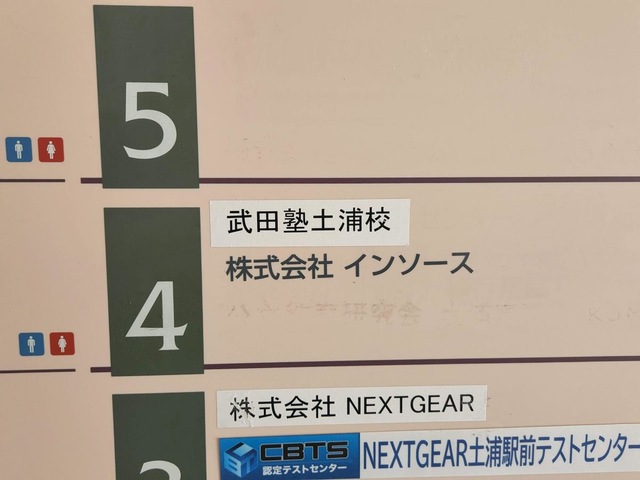 5
武田塾土浦校
株式会社 インソース
4
株式会社 NEXTGEAR
CBTS
認定テストセンター
NEXTGEAR土浦駅前テストセンター
3